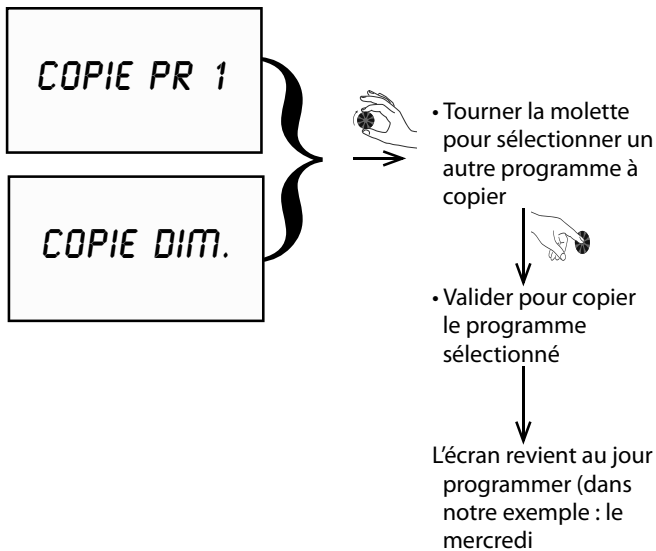 COPIE PR 1
COPIE DIM.
• Tourner la molette
pour sélectionner un
autre programme à
copier
• Valider pour copier
le programme
sélectionné
L'écran revient au jour
programmer (dans
notre exemple : le
mercredi